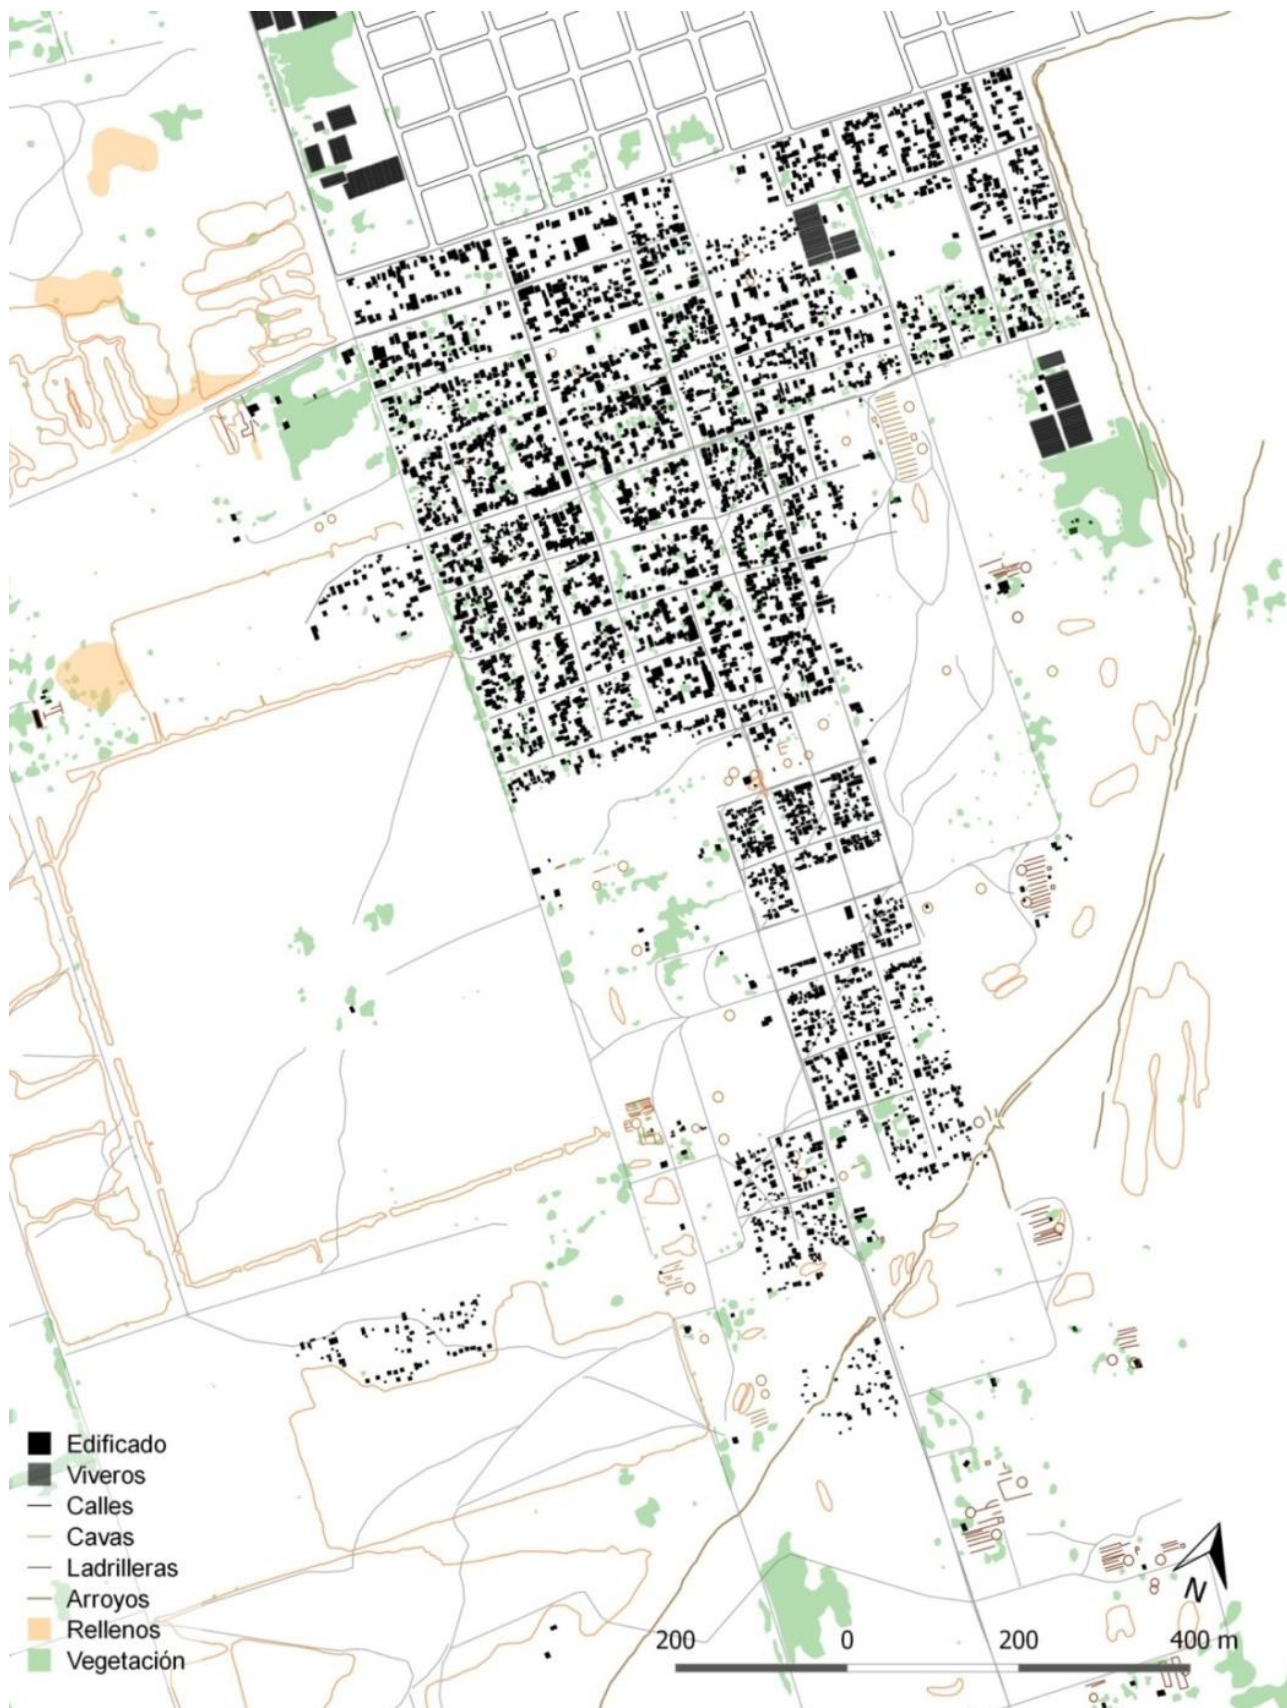 Edificado
Viveros
Calles
Cavas
Ladrilleras
Arroyos
Rellenos
Vegetación
N
200 0 200 400 m